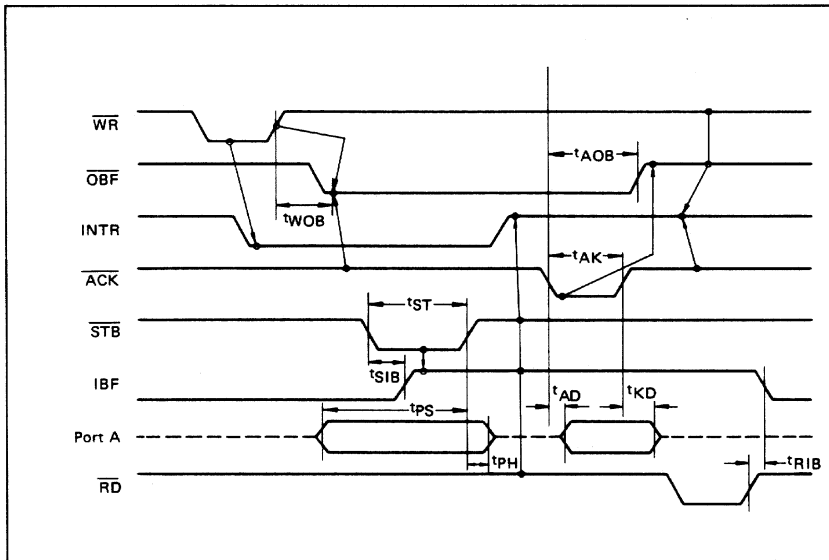 WR
tAOB
OBF
tWOB
INTR
tAK
ACK
tST
STB
tSIB
IBF
tAD
tKD
tPS
Port A
tPH
tRIB
RD